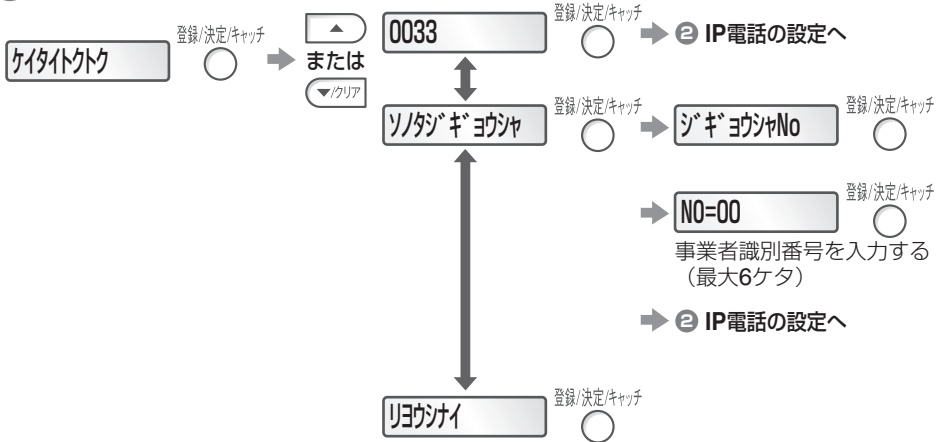 ケイタイトクトク
登録/決定/キャッチ
▲
または
▼/クリア
0033
登録/決定/キャッチ
❷ IP電話の設定へ
ソノタジギョウシャ
登録/決定/キャッチ
ジギョウシャNo
登録/決定/キャッチ
NO=00
登録/決定/キャッチ
事業者識別番号を入力する
（最大6ケタ）
❷ IP電話の設定へ
リヨウシナイ
登録/決定/キャッチ